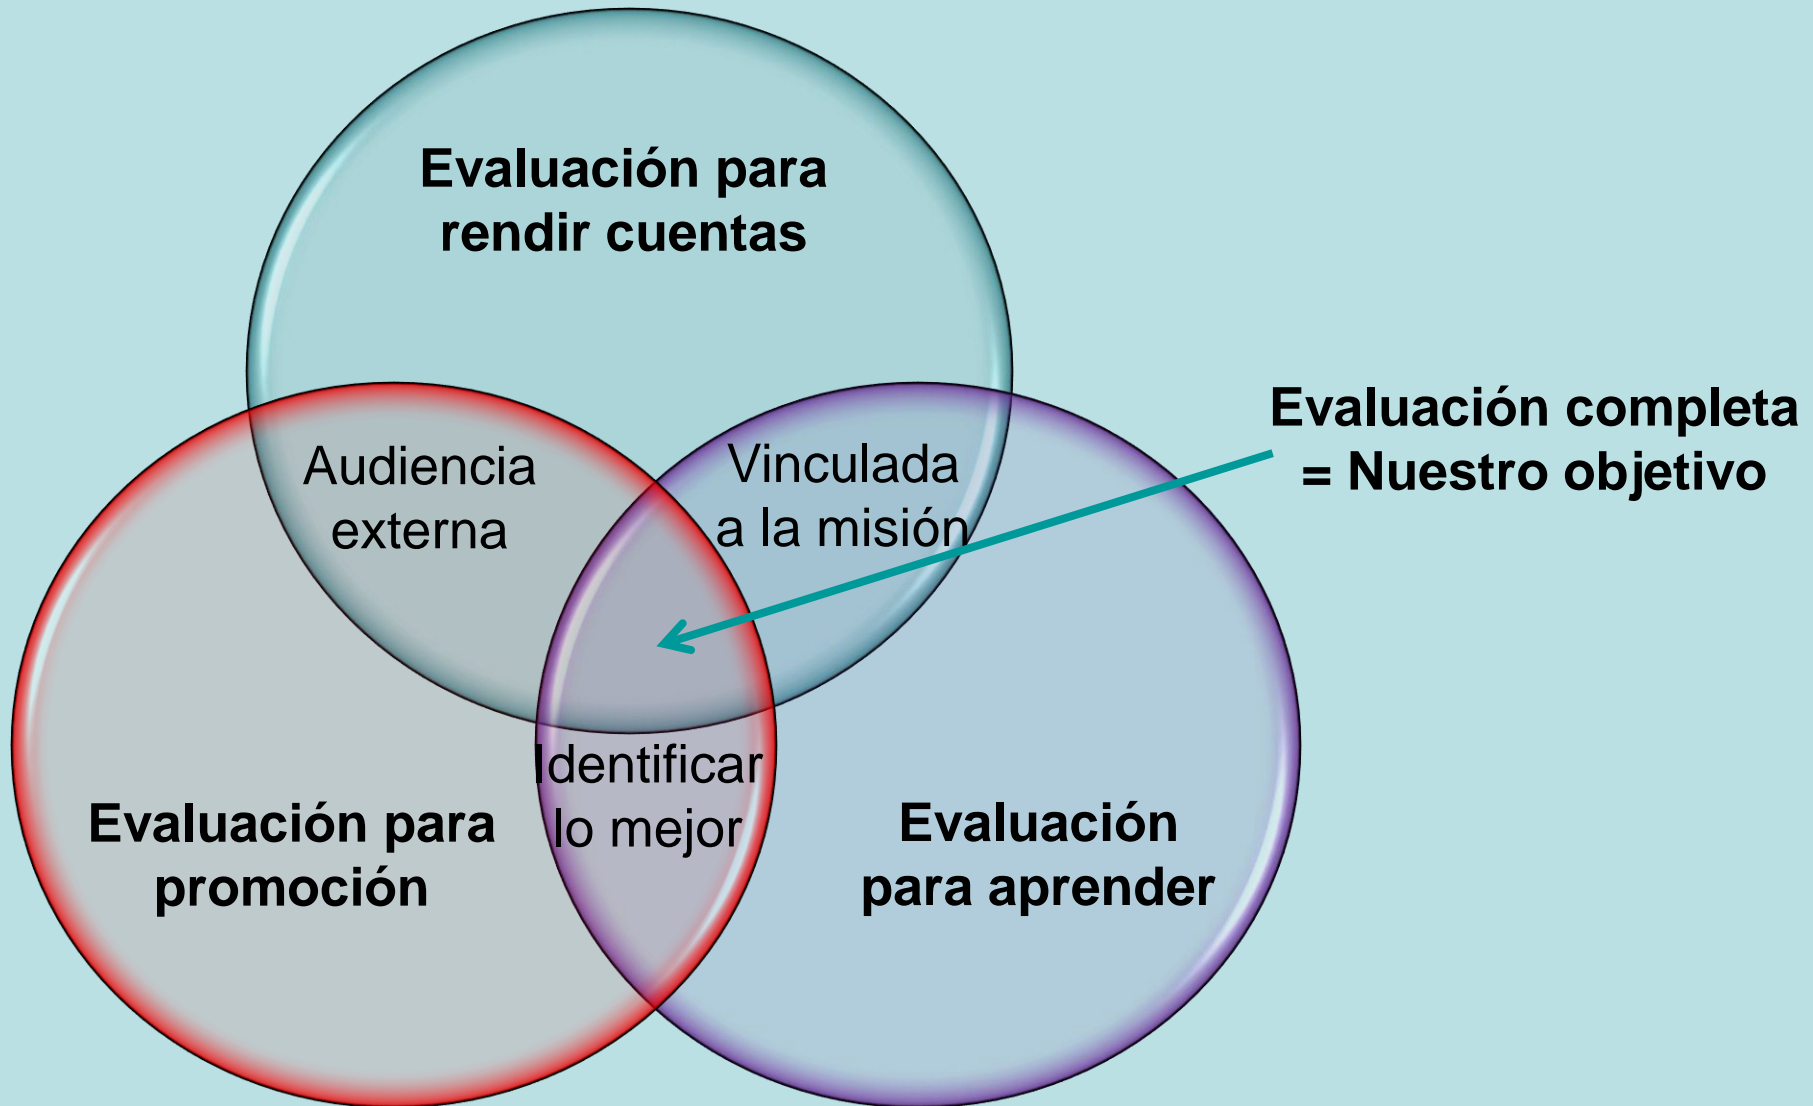 Evaluación para
rendir cuentas
Audiencia
externa
Vinculada
a la misión
Evaluación completa
= Nuestro objetivo
Identificar
lo mejor
Evaluación para
promoción
Evaluación
para aprender